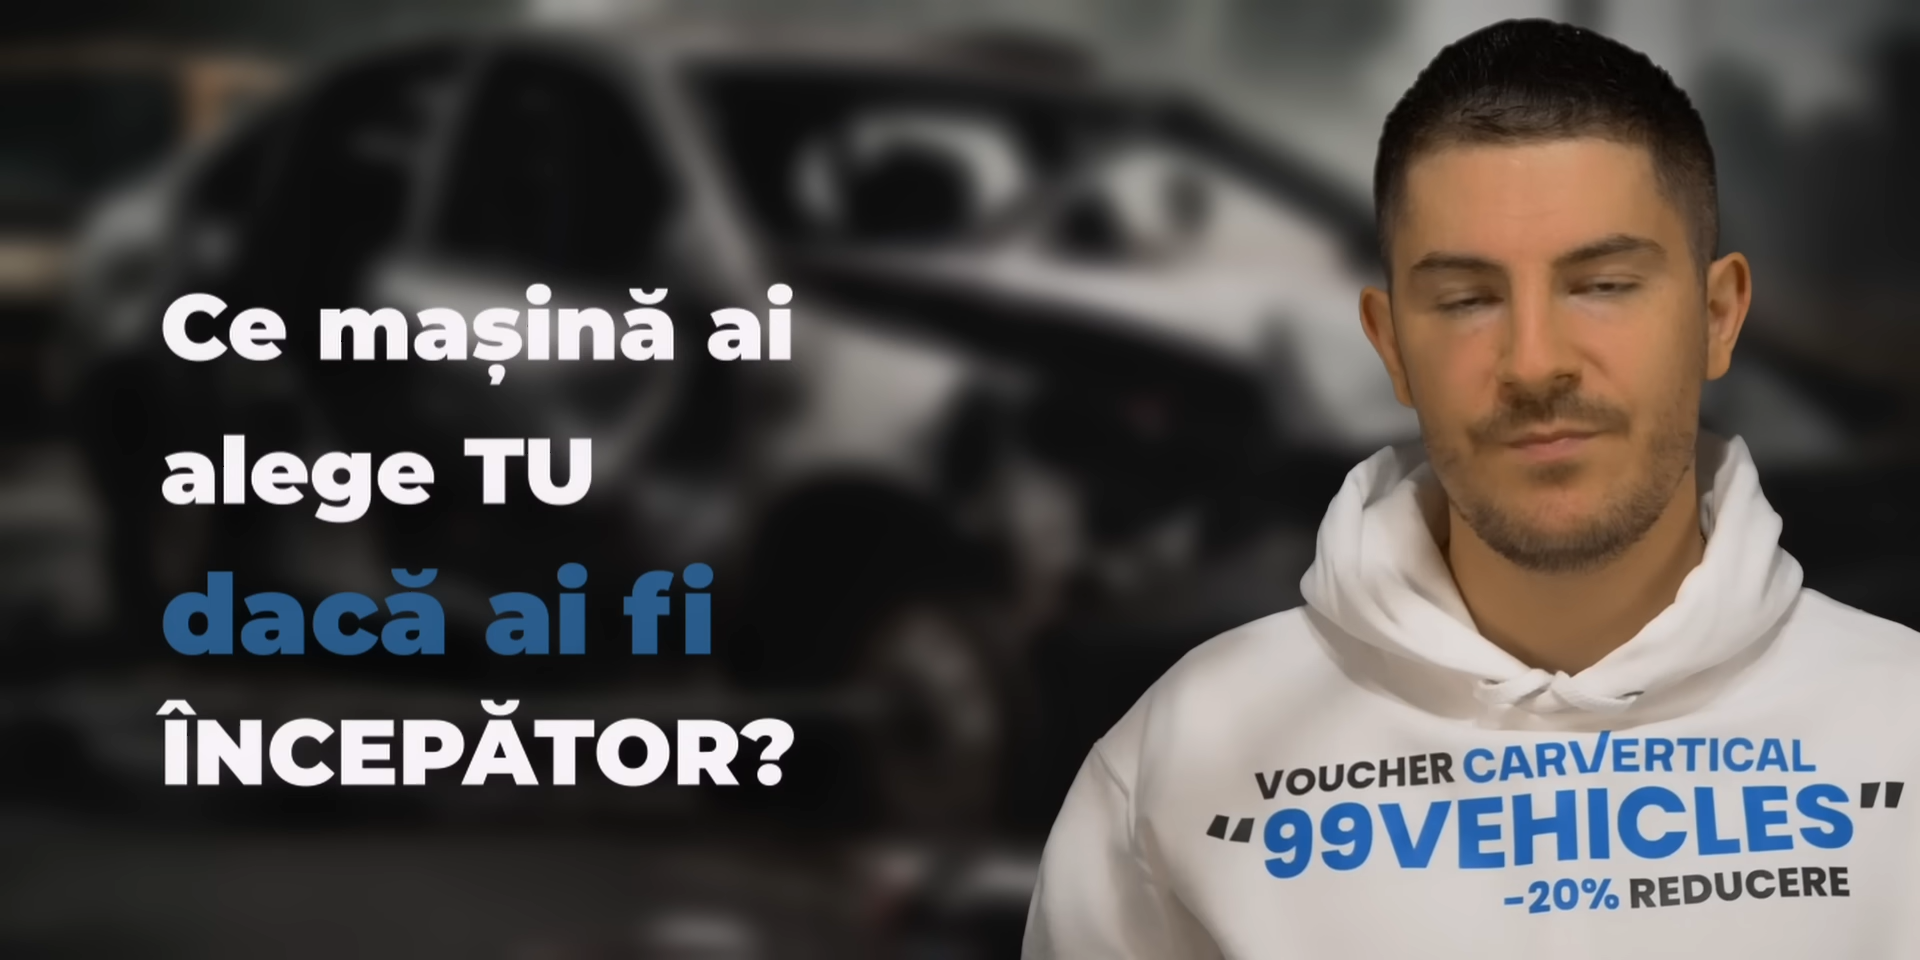 Ce mașină ai
alege TU
dacă ai fi
ÎNCEPĂTOR?
VOUCHER CARVERTICAL
“99VEHICLES”
-20% REDUCERE